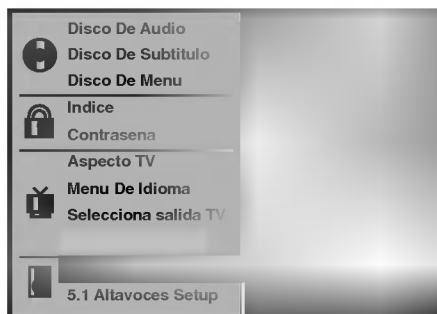 Disco De Audio
Disco De Subtitulo
Disco De Menu
Indice
Contrasena
Aspecto TV
Menu De Idioma
Selecciona salida TV
5.1 Altavoces Setup